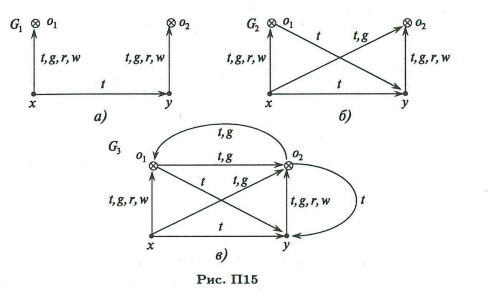 G₁ o₁ o₂
t,g,r,w t,g,r,w
t
x y
а)
G₂ o₁ o₂
t t,g
t,g,r,w t,g,r,w
t
x y
б)
t,g
G₃ o₁ t,g o₂
t t,g t
t,g,r,w t,g,r,w
t
x y
в)
Рис. П15